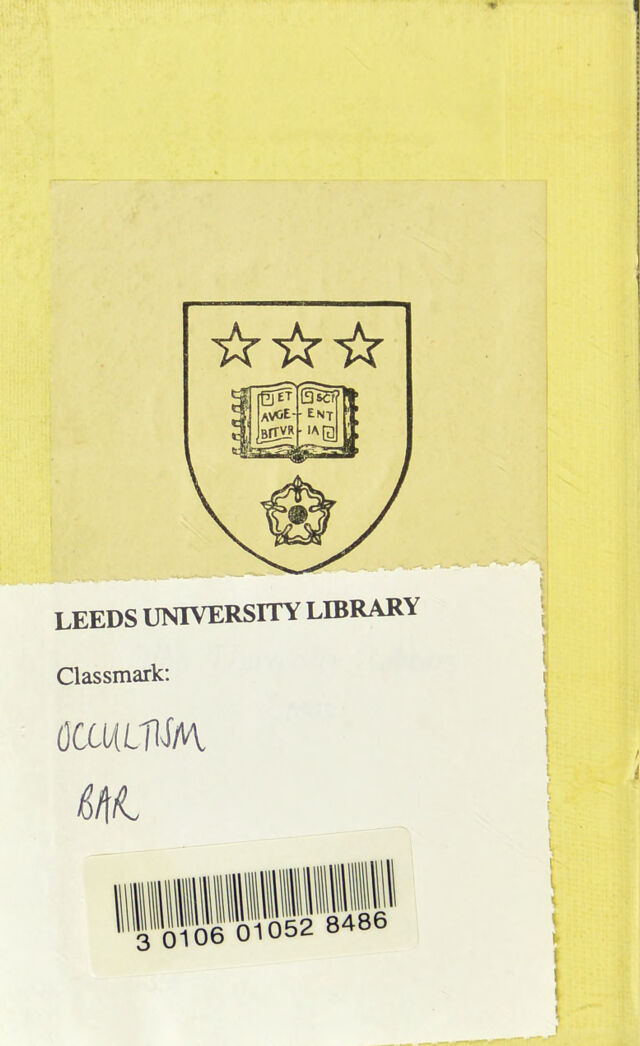 ET SCI
AVGE- ENT
BITVR- IA
LEEDS UNIVERSITY LIBRARY
Classmark:
OCCULTISM
BAR
3 0106 01052 8486